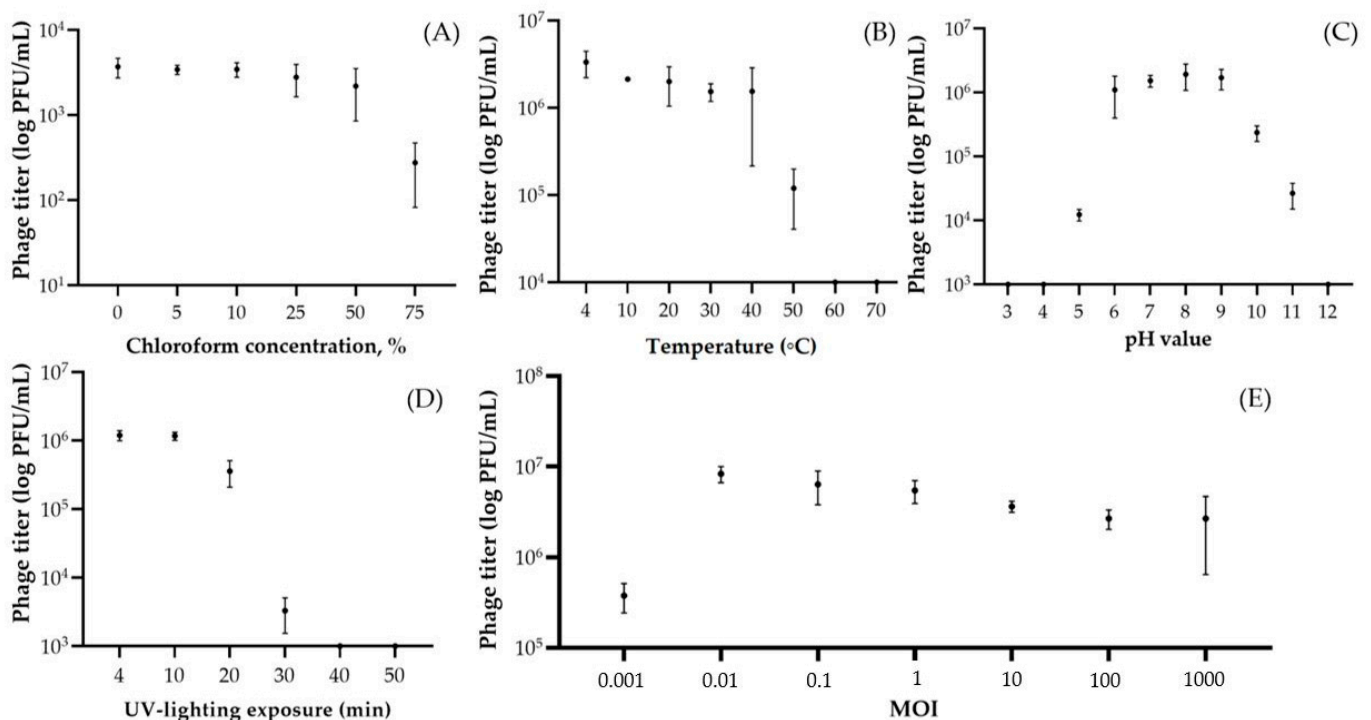 (A)
Phage titer (log PFU/mL)
10⁴
10³
10²
10¹
0 5 10 25 50 75
Chloroform concentration, %
(B)
Phage titer (log PFU/mL)
10⁷
10⁶
10⁵
10⁴
4 10 20 30 40 50 60 70
Temperature (°C)
(C)
Phage titer (log PFU/mL)
10⁷
10⁶
10⁵
10⁴
10³
3 4 5 6 7 8 9 10 11 12
pH value
(D)
Phage titer (log PFU/mL)
10⁷
10⁶
10⁵
10⁴
10³
4 10 20 30 40 50
UV-lighting exposure (min)
(E)
Phage titer (log PFU/mL)
10⁸
10⁷
10⁶
10⁵
0.001 0.01 0.1 1 10 100 1000
MOI